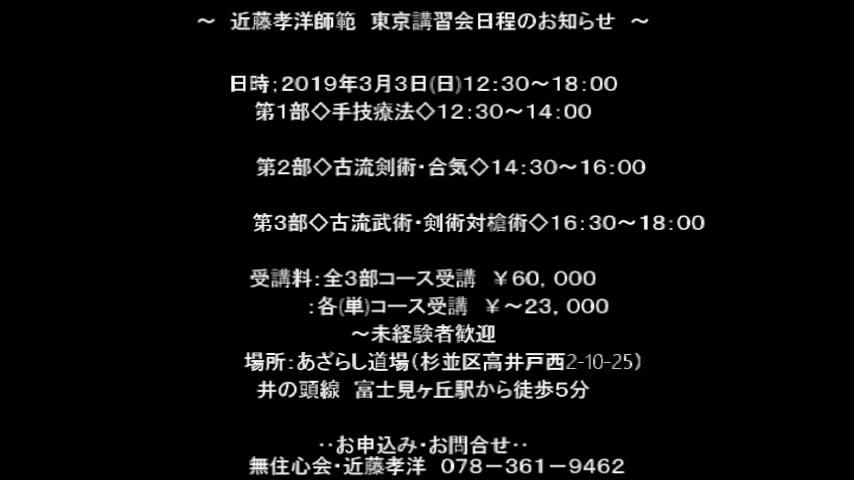 ～ 近藤孝洋師範 東京講習会日程のお知らせ ～
日時；2019年3月3日(日)12：30～18：00
第1部◇手技療法◇12：30～14：00
第2部◇古流剣術・合気◇14：30～16：00
第3部◇古流武術・剣術対槍術◇16：30～18：00
受講料：全3部コース受講 ￥60，000
：各(単)コース受講 ￥～23，000
～未経験者歓迎
場所：あざらし道場（杉並区高井戸西2-10-25）
井の頭線 富士見ヶ丘駅から徒歩5分
‥お申込み・お問合せ‥
無住心会・近藤孝洋 078－361－9462